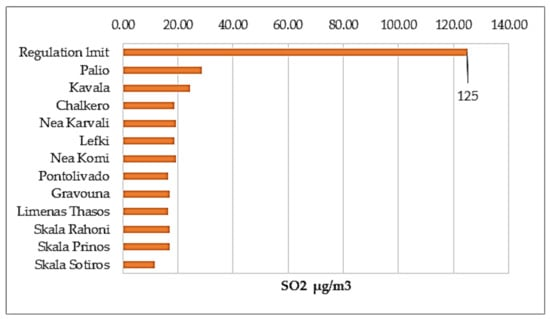 0.00 20.00 40.00 60.00 80.00 100.00 120.00 140.00
Regulation lmit
Palio
Kavala
125
Chalkero
Nea Karvali
Lefki
Nea Komi
Pontolivado
Gravouna
Limenas Thasos
Skala Rahoni
Skala Prinos
Skala Sotiros
SO2 µg/m3